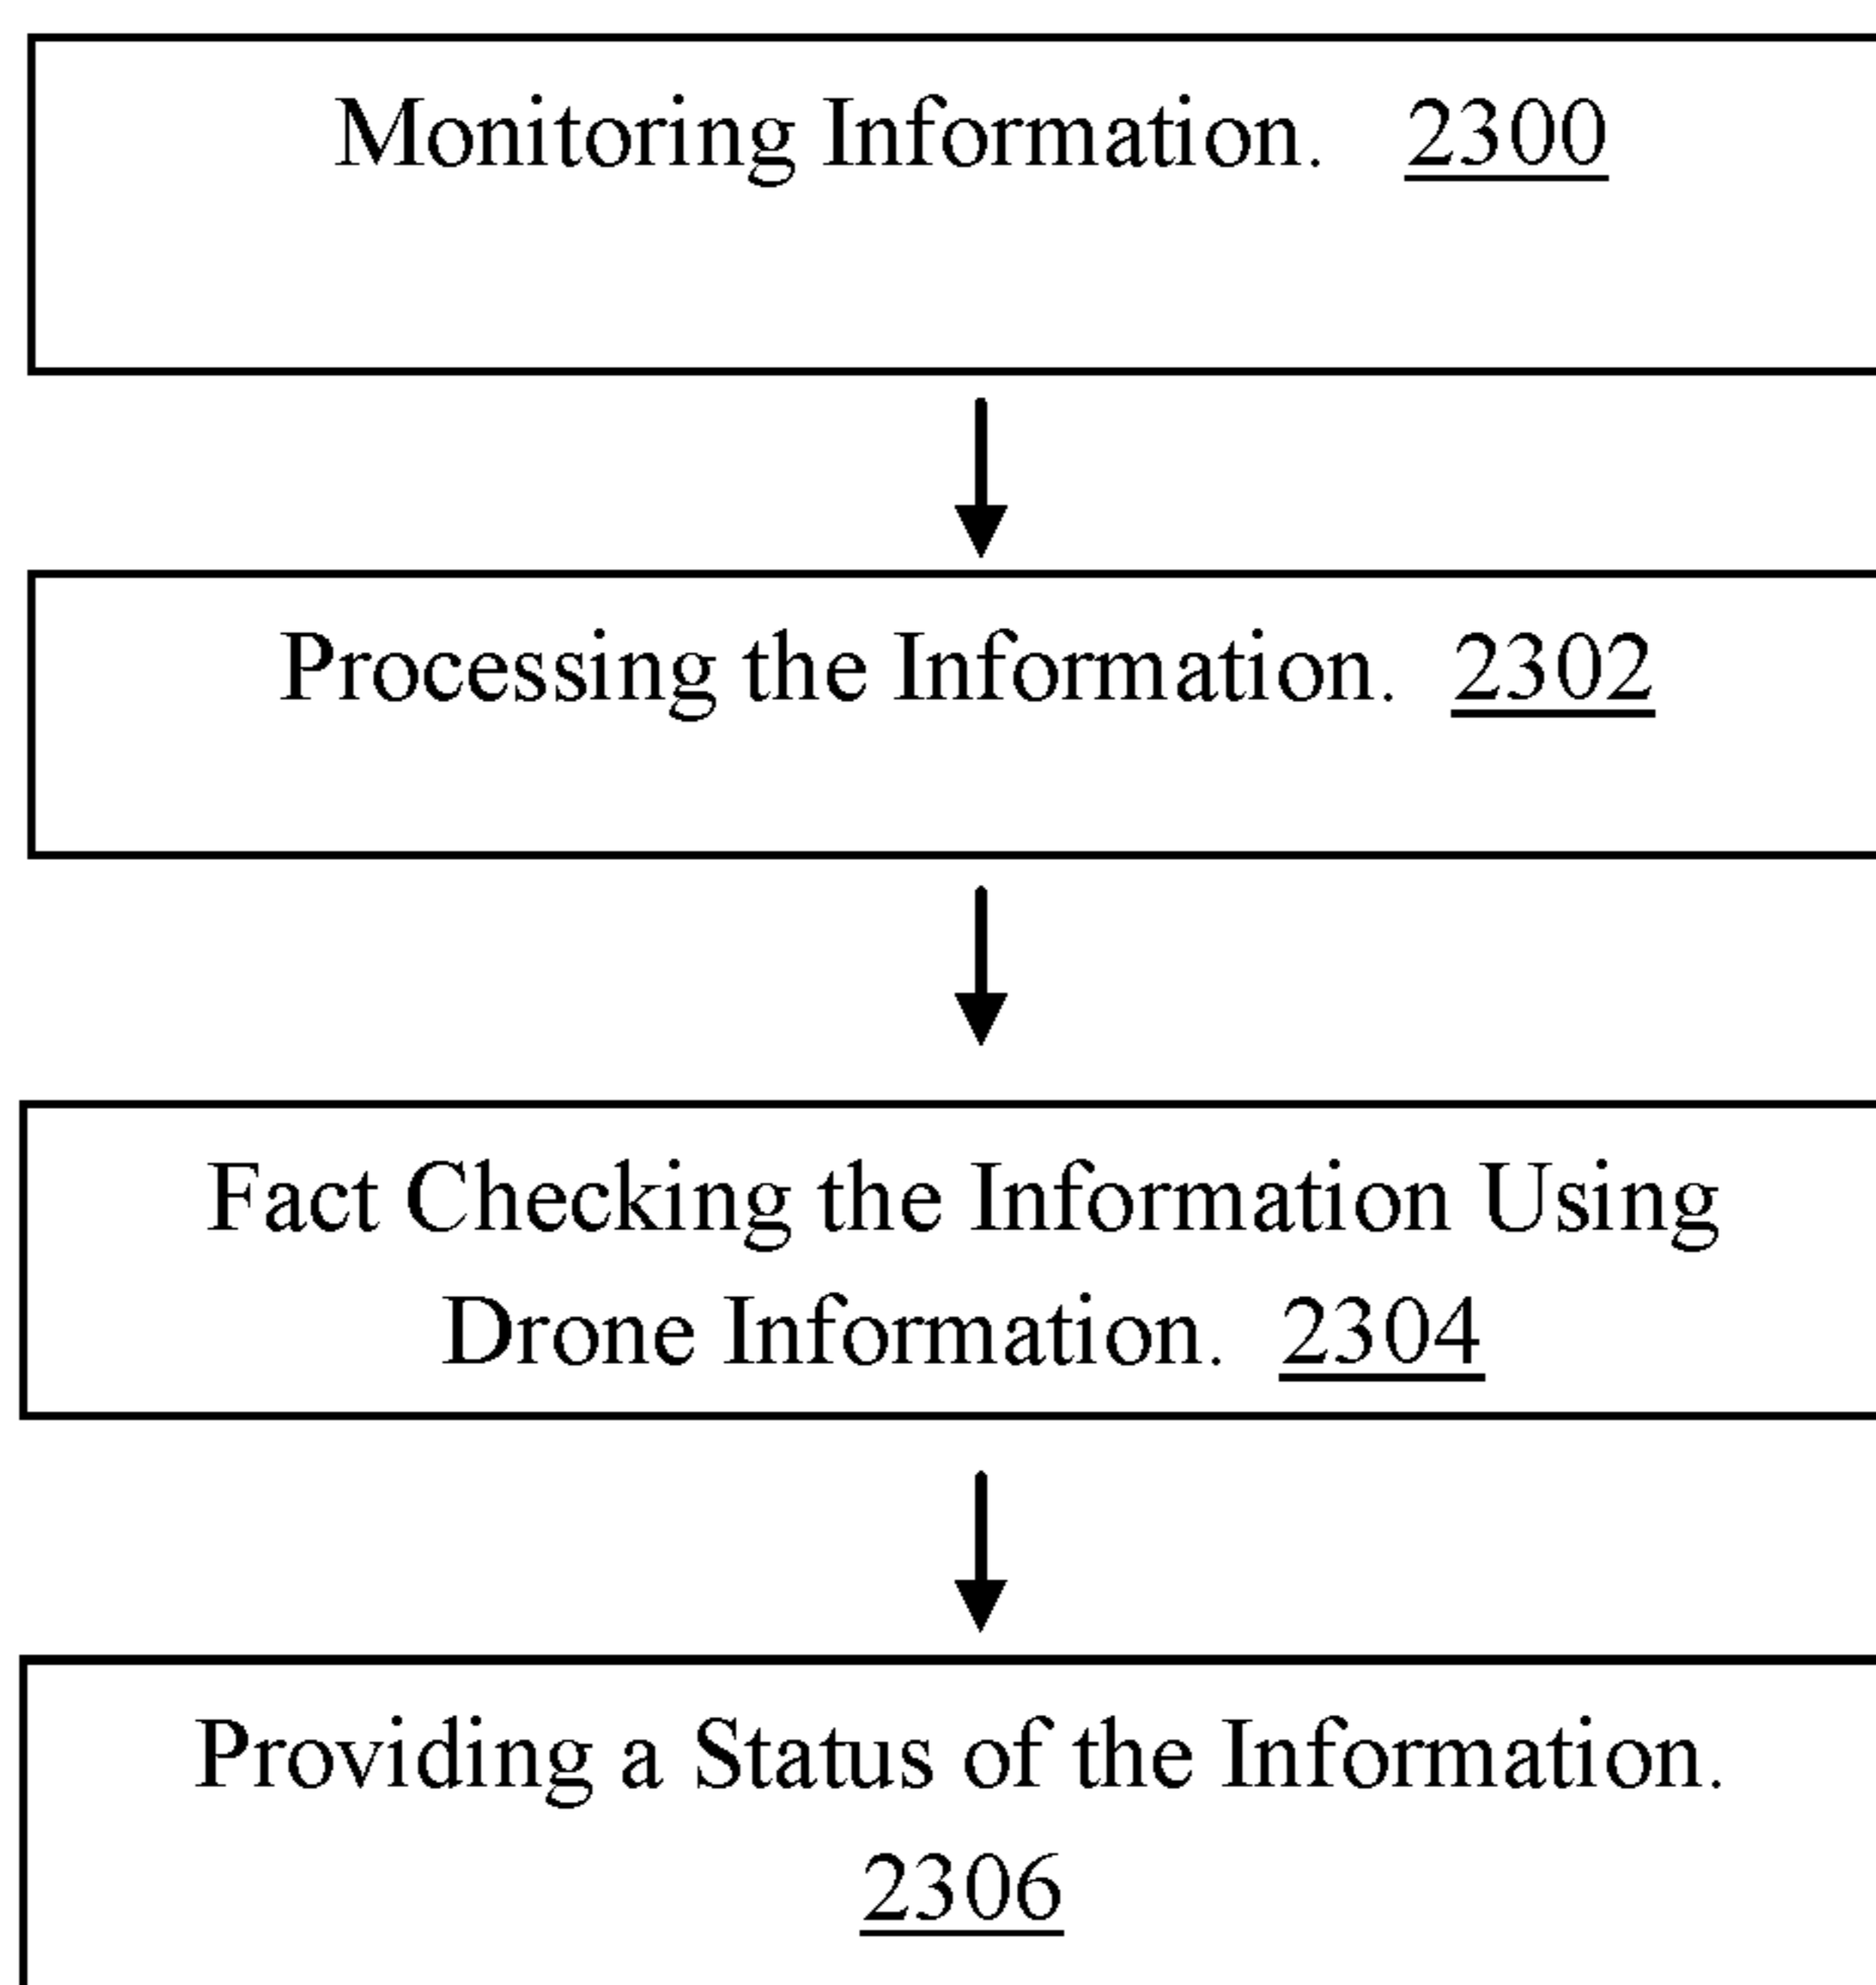 Monitoring Information. 2300
Processing the Information. 2302
Fact Checking the Information Using
Drone Information. 2304
Providing a Status of the Information.
2306